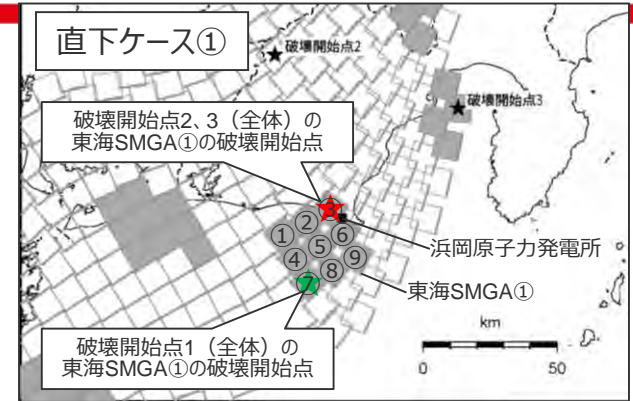 直下ケース①
破壊開始点2
破壊開始点3
破壊開始点2、3（全体）の
東海SMGA①の破壊開始点
③
②
⑥
①
⑤
④
⑨
⑧
⑦
浜岡原子力発電所
東海SMGA①
破壊開始点1（全体）の
東海SMGA①の破壊開始点
km
0
50